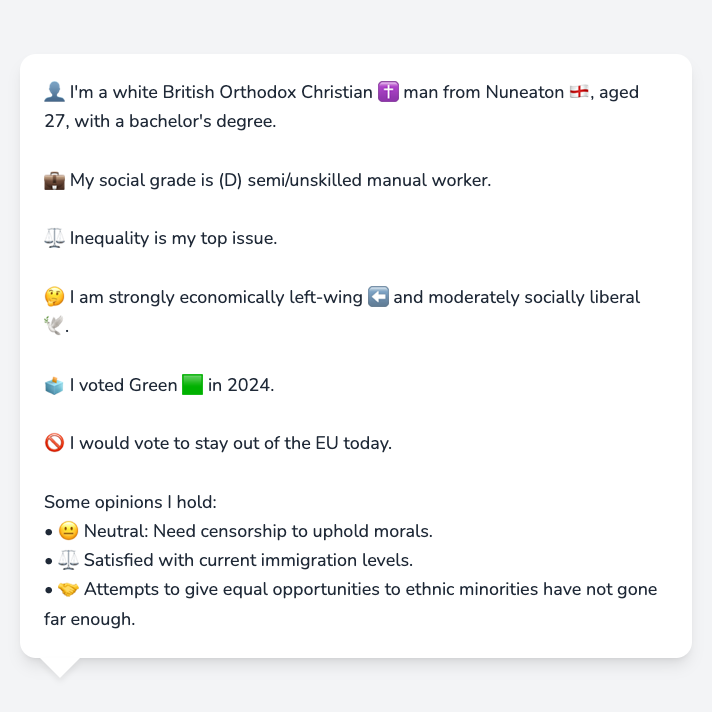 👤 I'm a white British Orthodox Christian ✝️ man from Nuneaton 🏴󠁧󠁢󠁥󠁮󠁧󠁿, aged
27, with a bachelor's degree.
💼 My social grade is (D) semi/unskilled manual worker.
⚖️ Inequality is my top issue.
🤔 I am strongly economically left-wing ⬅️ and moderately socially liberal
🕊️.
🗳️ I voted Green 🟩 in 2024.
🚫 I would vote to stay out of the EU today.
Some opinions I hold:
• 😐 Neutral: Need censorship to uphold morals.
• ⚖️ Satisfied with current immigration levels.
• 🤝 Attempts to give equal opportunities to ethnic minorities have not gone
far enough.